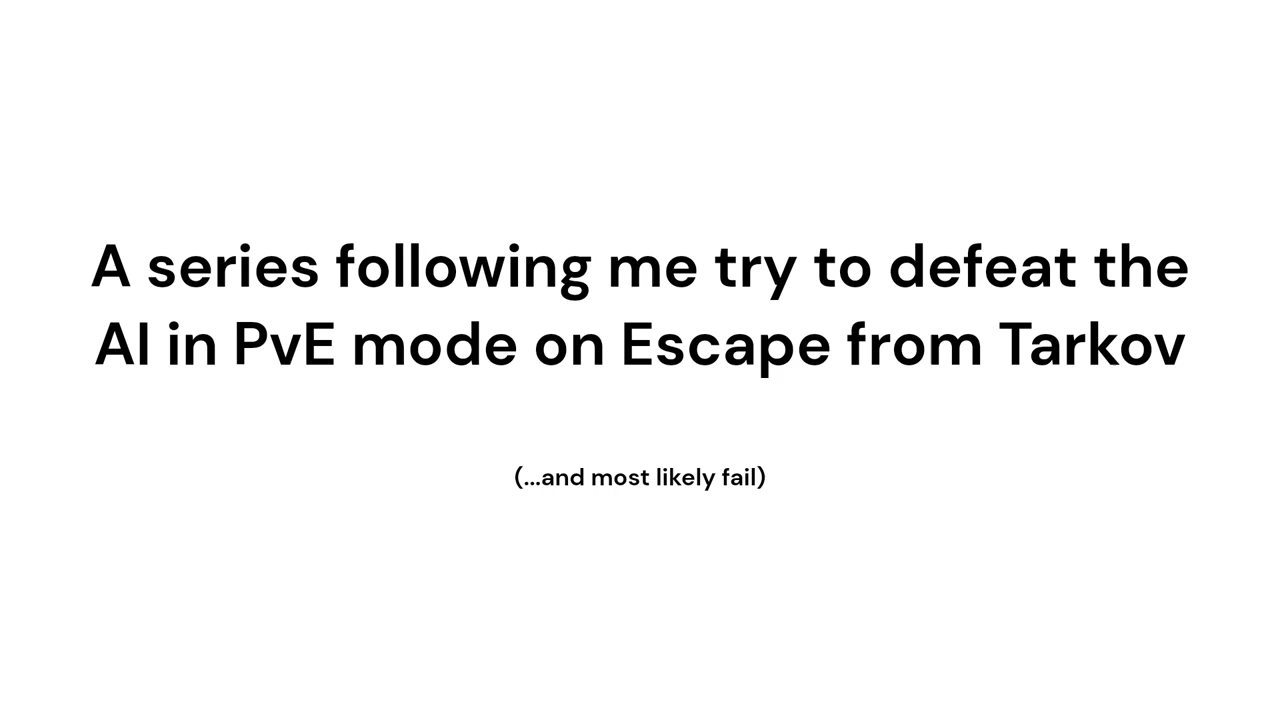 A series following me try to defeat the
AI in PvE mode on Escape from Tarkov
(...and most likely fail)